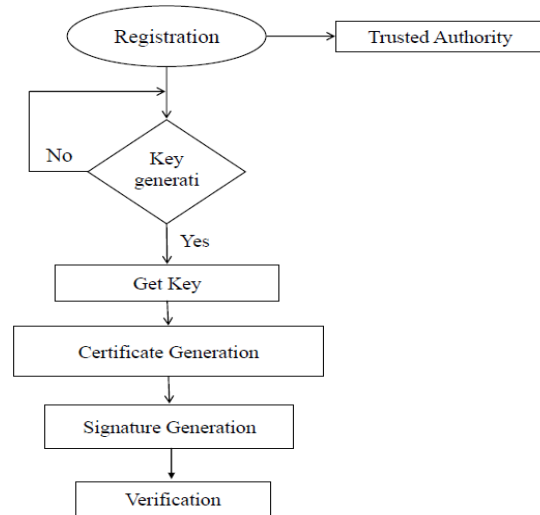 Registration
Trusted Authority
No
Key
generati
Yes
Get Key
Certificate Generation
Signature Generation
Verification